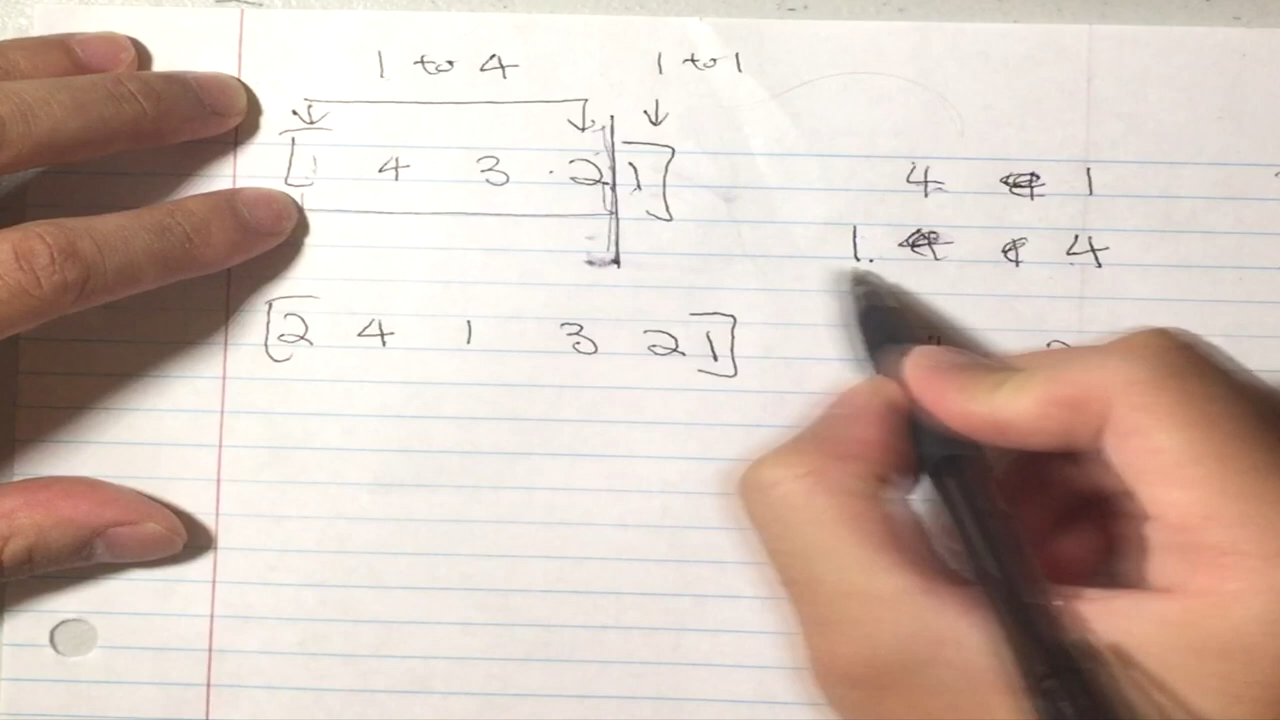 1 to 4 1 to 1
[1 4 3 2 1]
4 1
1. 4
[2 4 1 3 2 1]